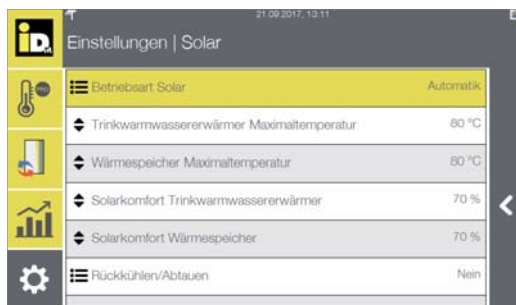 21.09.2017, 13:11
iD.
Einstellungen | Solar
PRO
Betriebsart Solar Automatik
Trinkwarmwassererwärmer Maximaltemperatur 80 °C
Wärmespeicher Maximaltemperatur 80 °C
Solarkomfort Trinkwarmwassererwärmer 70 %
Solarkomfort Wärmespeicher 70 %
Rückkühlen/Abtauen Nein